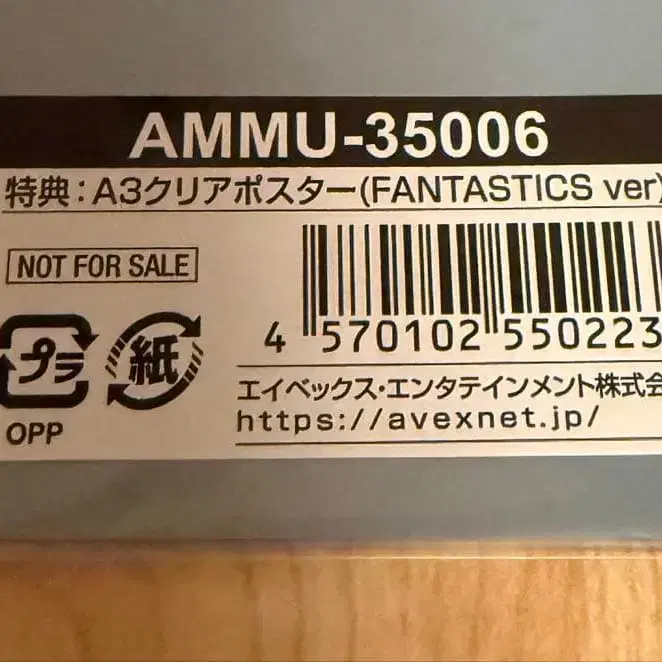 AMMU-35006
特典:A3クリアポスター(FANTASTICS ver)
NOT FOR SALE
4 570102 550223
プラ
紙
OPP
エイベックス・エンタテインメント株式会
https://avexnet.jp/